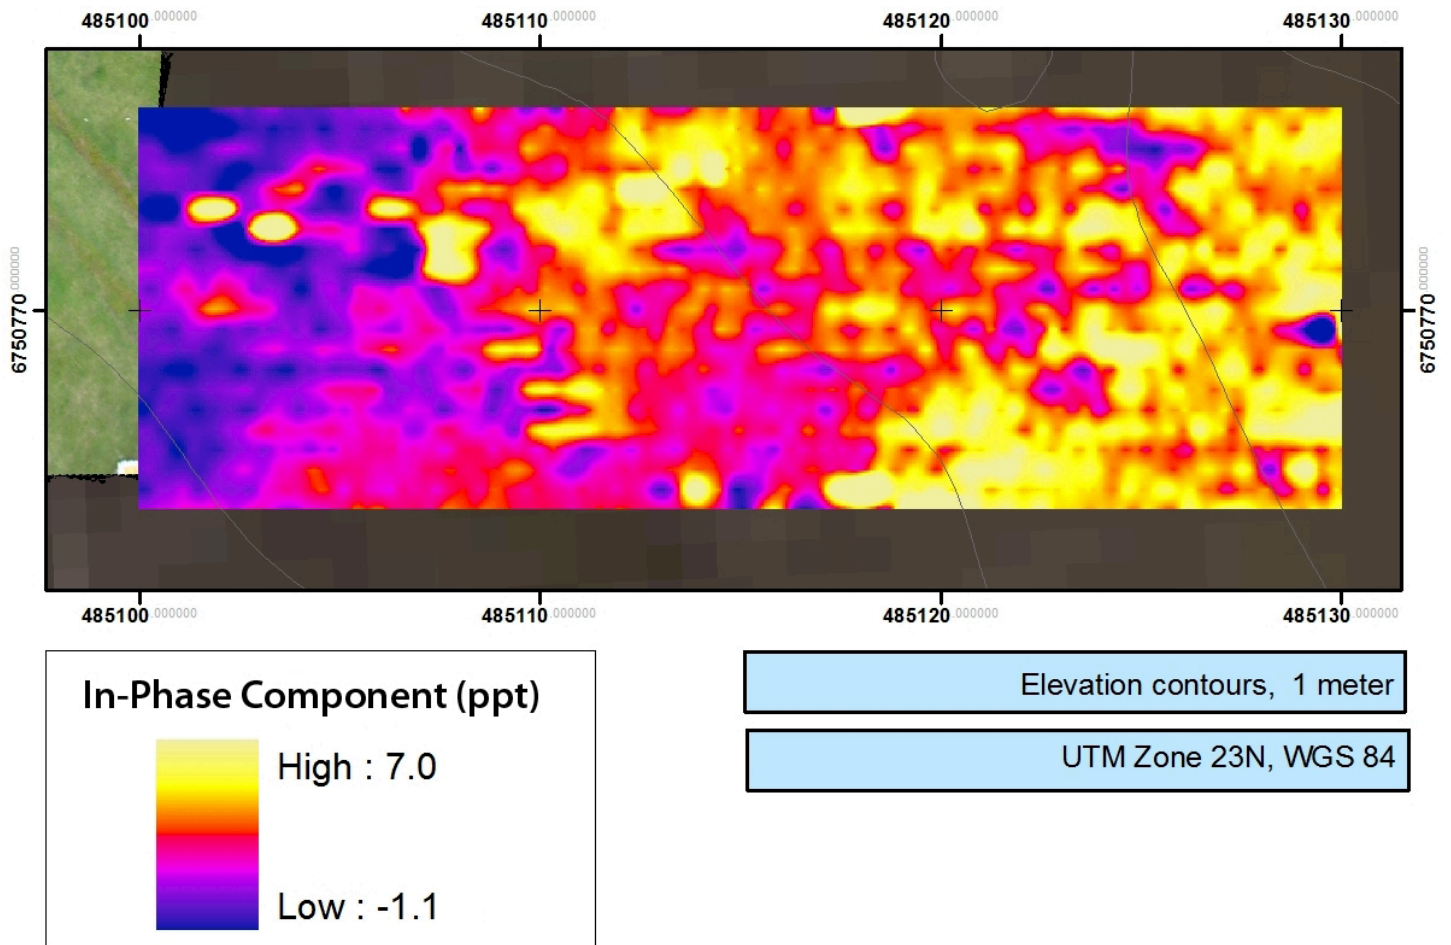 485100.000000 485110.000000 485120.000000 485130.000000
6750770.000000
6750770.000000
485100.000000 485110.000000 485120.000000 485130.000000
In-Phase Component (ppt)
High : 7.0
Low : -1.1
Elevation contours, 1 meter
UTM Zone 23N, WGS 84